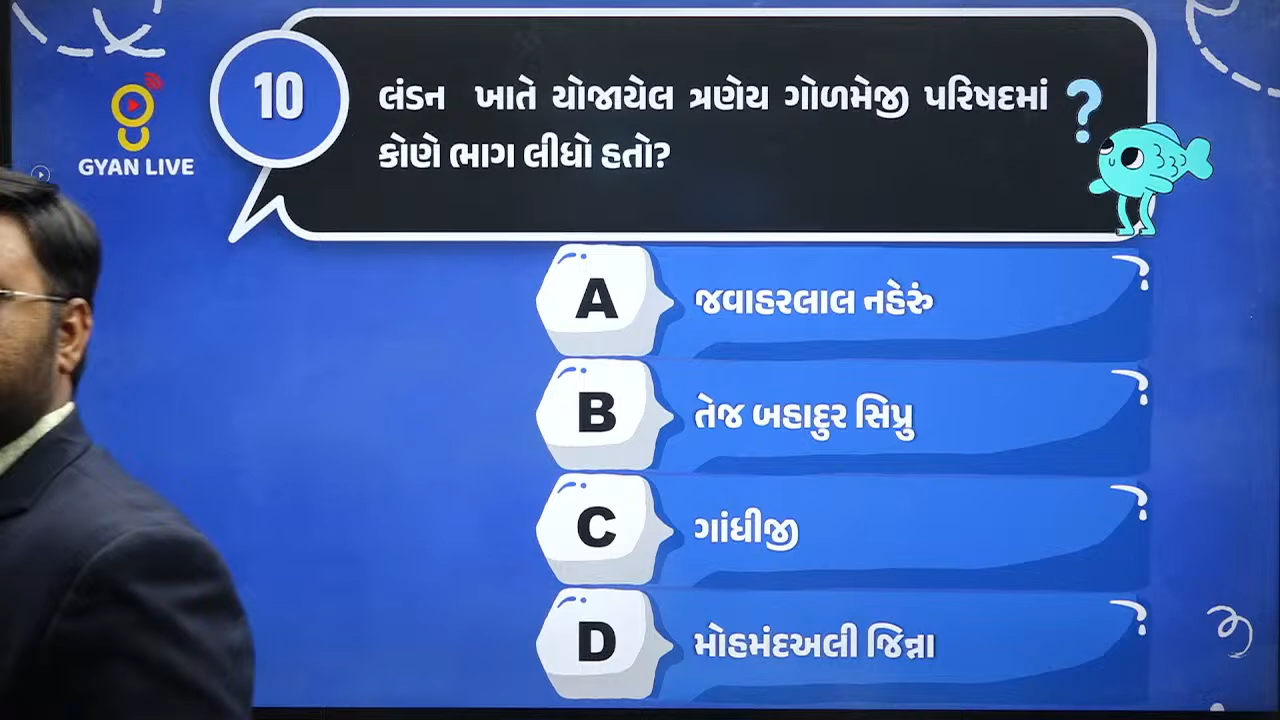 10
લંડન ખાતે યોજાયેલ ત્રણેય ગોળમેજી પરિષદમાં
કોણે ભાગ લીધો હતો?
?
GYAN LIVE
A જવાહરલાલ નહેરું
B તેજ બહાદુર સિપ્રુ
C ગાંધીજી
D મોહમંદઅલી જિન્ના